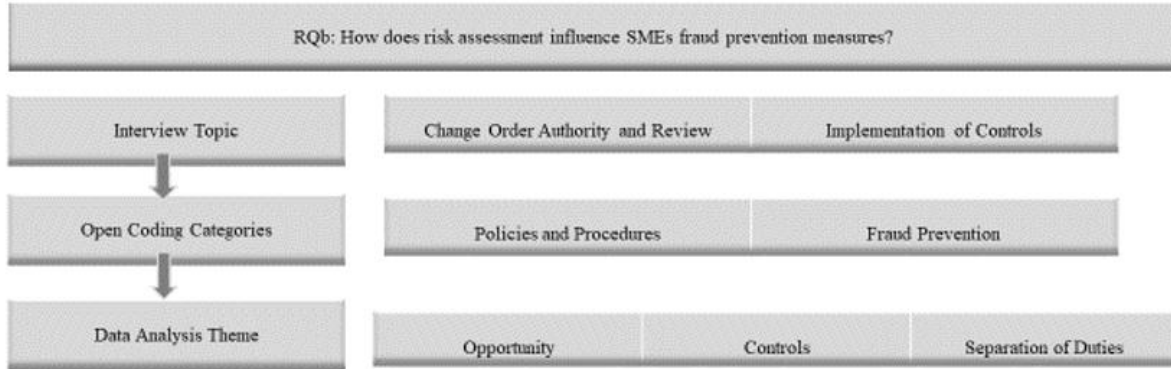 RQb: How does risk assessment influence SMEs fraud prevention measures?
Interview Topic
Change Order Authority and Review
Implementation of Controls
Open Coding Categories
Policies and Procedures
Fraud Prevention
Data Analysis Theme
Opportunity
Controls
Separation of Duties